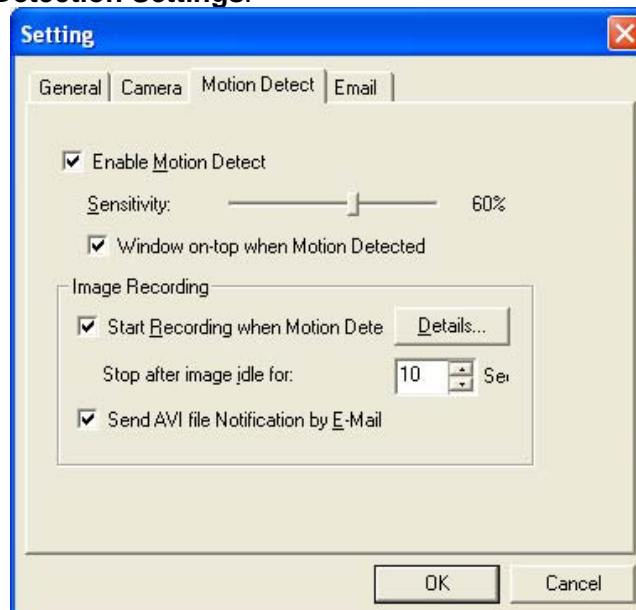 Detection Settings.
Setting
General Camera Motion Detect Email
Enable Motion Detect
Sensitivity: 60%
Window on-top when Motion Detected
Image Recording
Start Recording when Motion Dete Details...
Stop after image idle for: 10 Se
Send AVI file Notification by E-Mail
OK Cancel